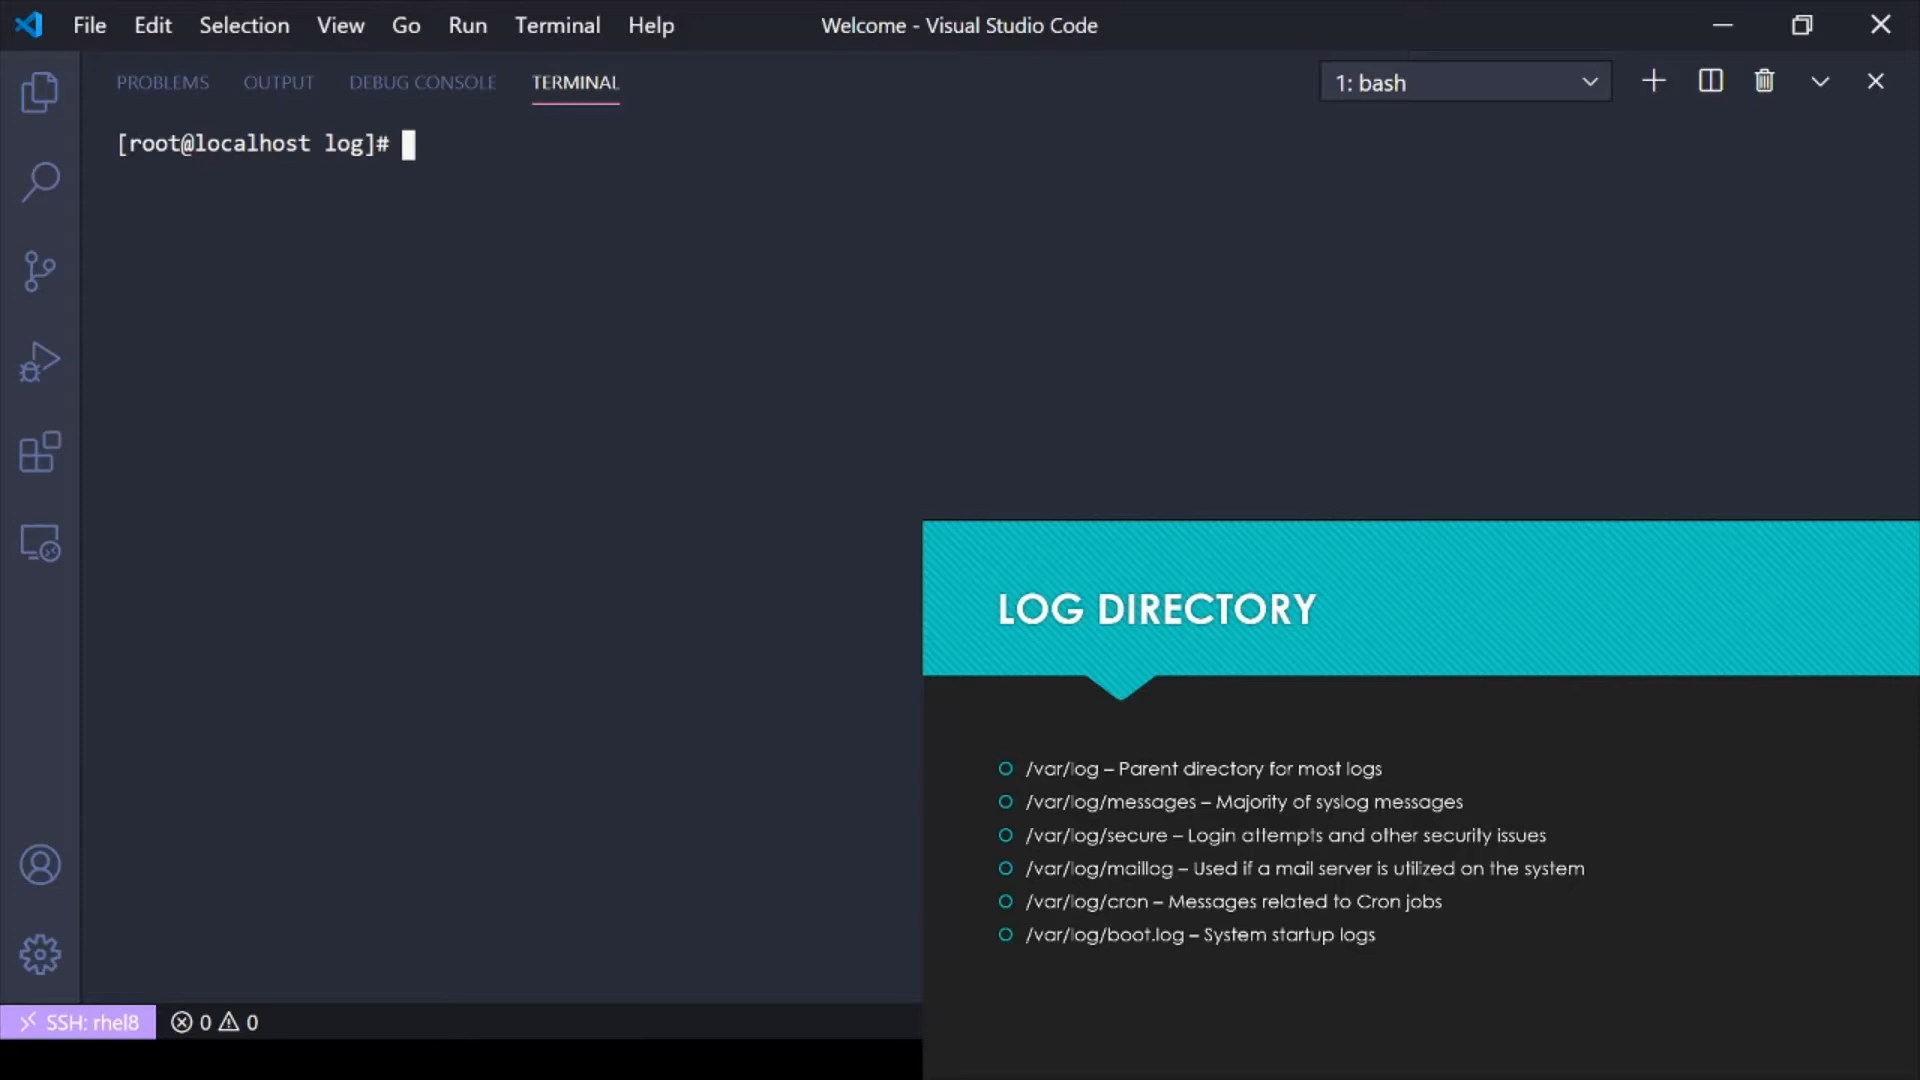 File Edit Selection View Go Run Terminal Help Welcome - Visual Studio Code
PROBLEMS OUTPUT DEBUG CONSOLE TERMINAL 1: bash
[root@localhost log]#
LOG DIRECTORY
/var/log – Parent directory for most logs
/var/log/messages – Majority of syslog messages
/var/log/secure – Login attempts and other security issues
/var/log/maillog – Used if a mail server is utilized on the system
/var/log/cron – Messages related to Cron jobs
/var/log/boot.log – System startup logs
SSH: rhel8 0 0